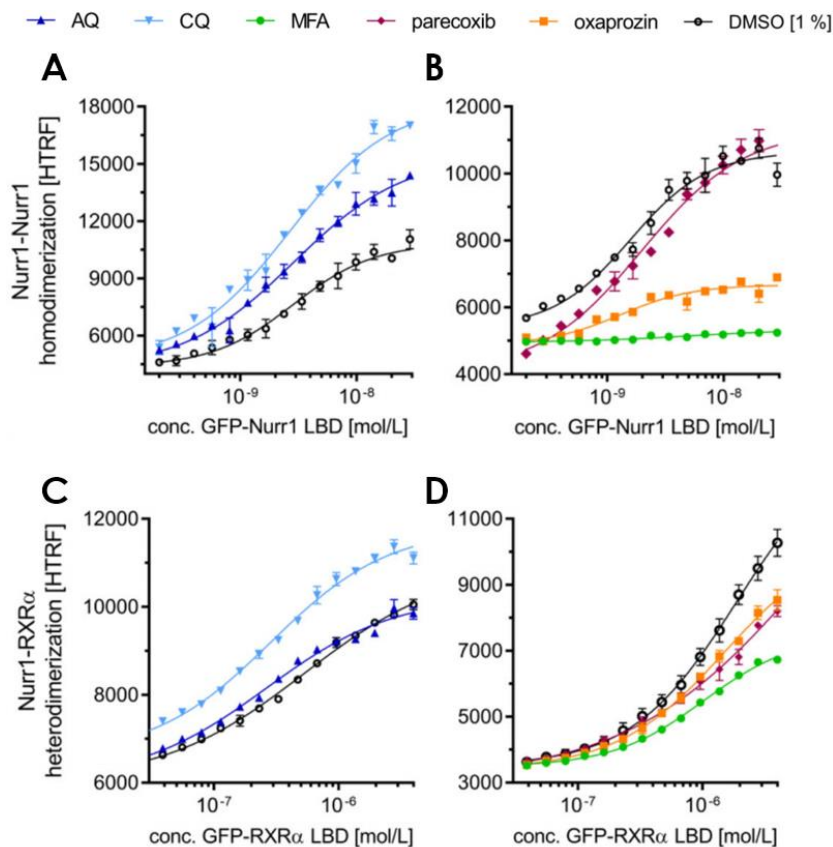 AQ CQ MFA parecoxib oxaprozin DMSO [1 %]
A B
Nurr1-Nurr1
homodimerization [HTRF]
18000
15000
12000
9000
6000
10⁻⁹ 10⁻⁸
conc. GFP-Nurr1 LBD [mol/L]
12000
10000
8000
6000
4000
10⁻⁹ 10⁻⁸
conc. GFP-Nurr1 LBD [mol/L]
C D
Nurr1-RXRα
heterodimerization [HTRF]
12000
10000
8000
6000
10⁻⁷ 10⁻⁶
conc. GFP-RXRα LBD [mol/L]
11000
9000
7000
5000
3000
10⁻⁷ 10⁻⁶
conc. GFP-RXRα LBD [mol/L]